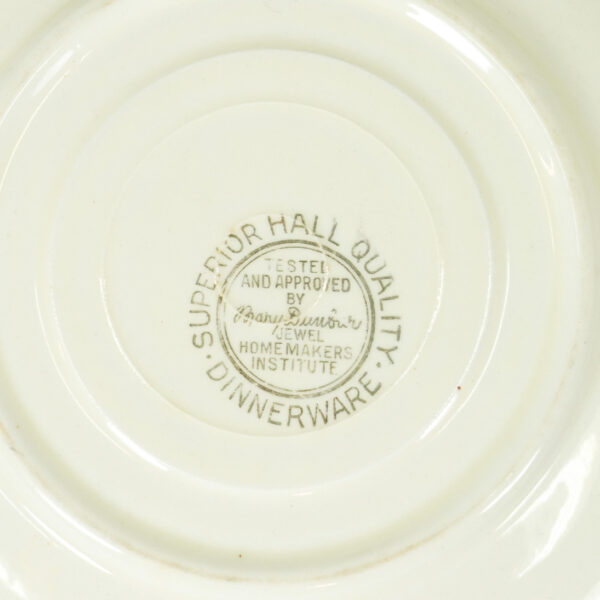 · SUPERIOR HALL QUALITY ·
DINNERWARE
TESTED
AND APPROVED
BY
Mary Dunbar
JEWEL
HOMEMAKERS
INSTITUTE